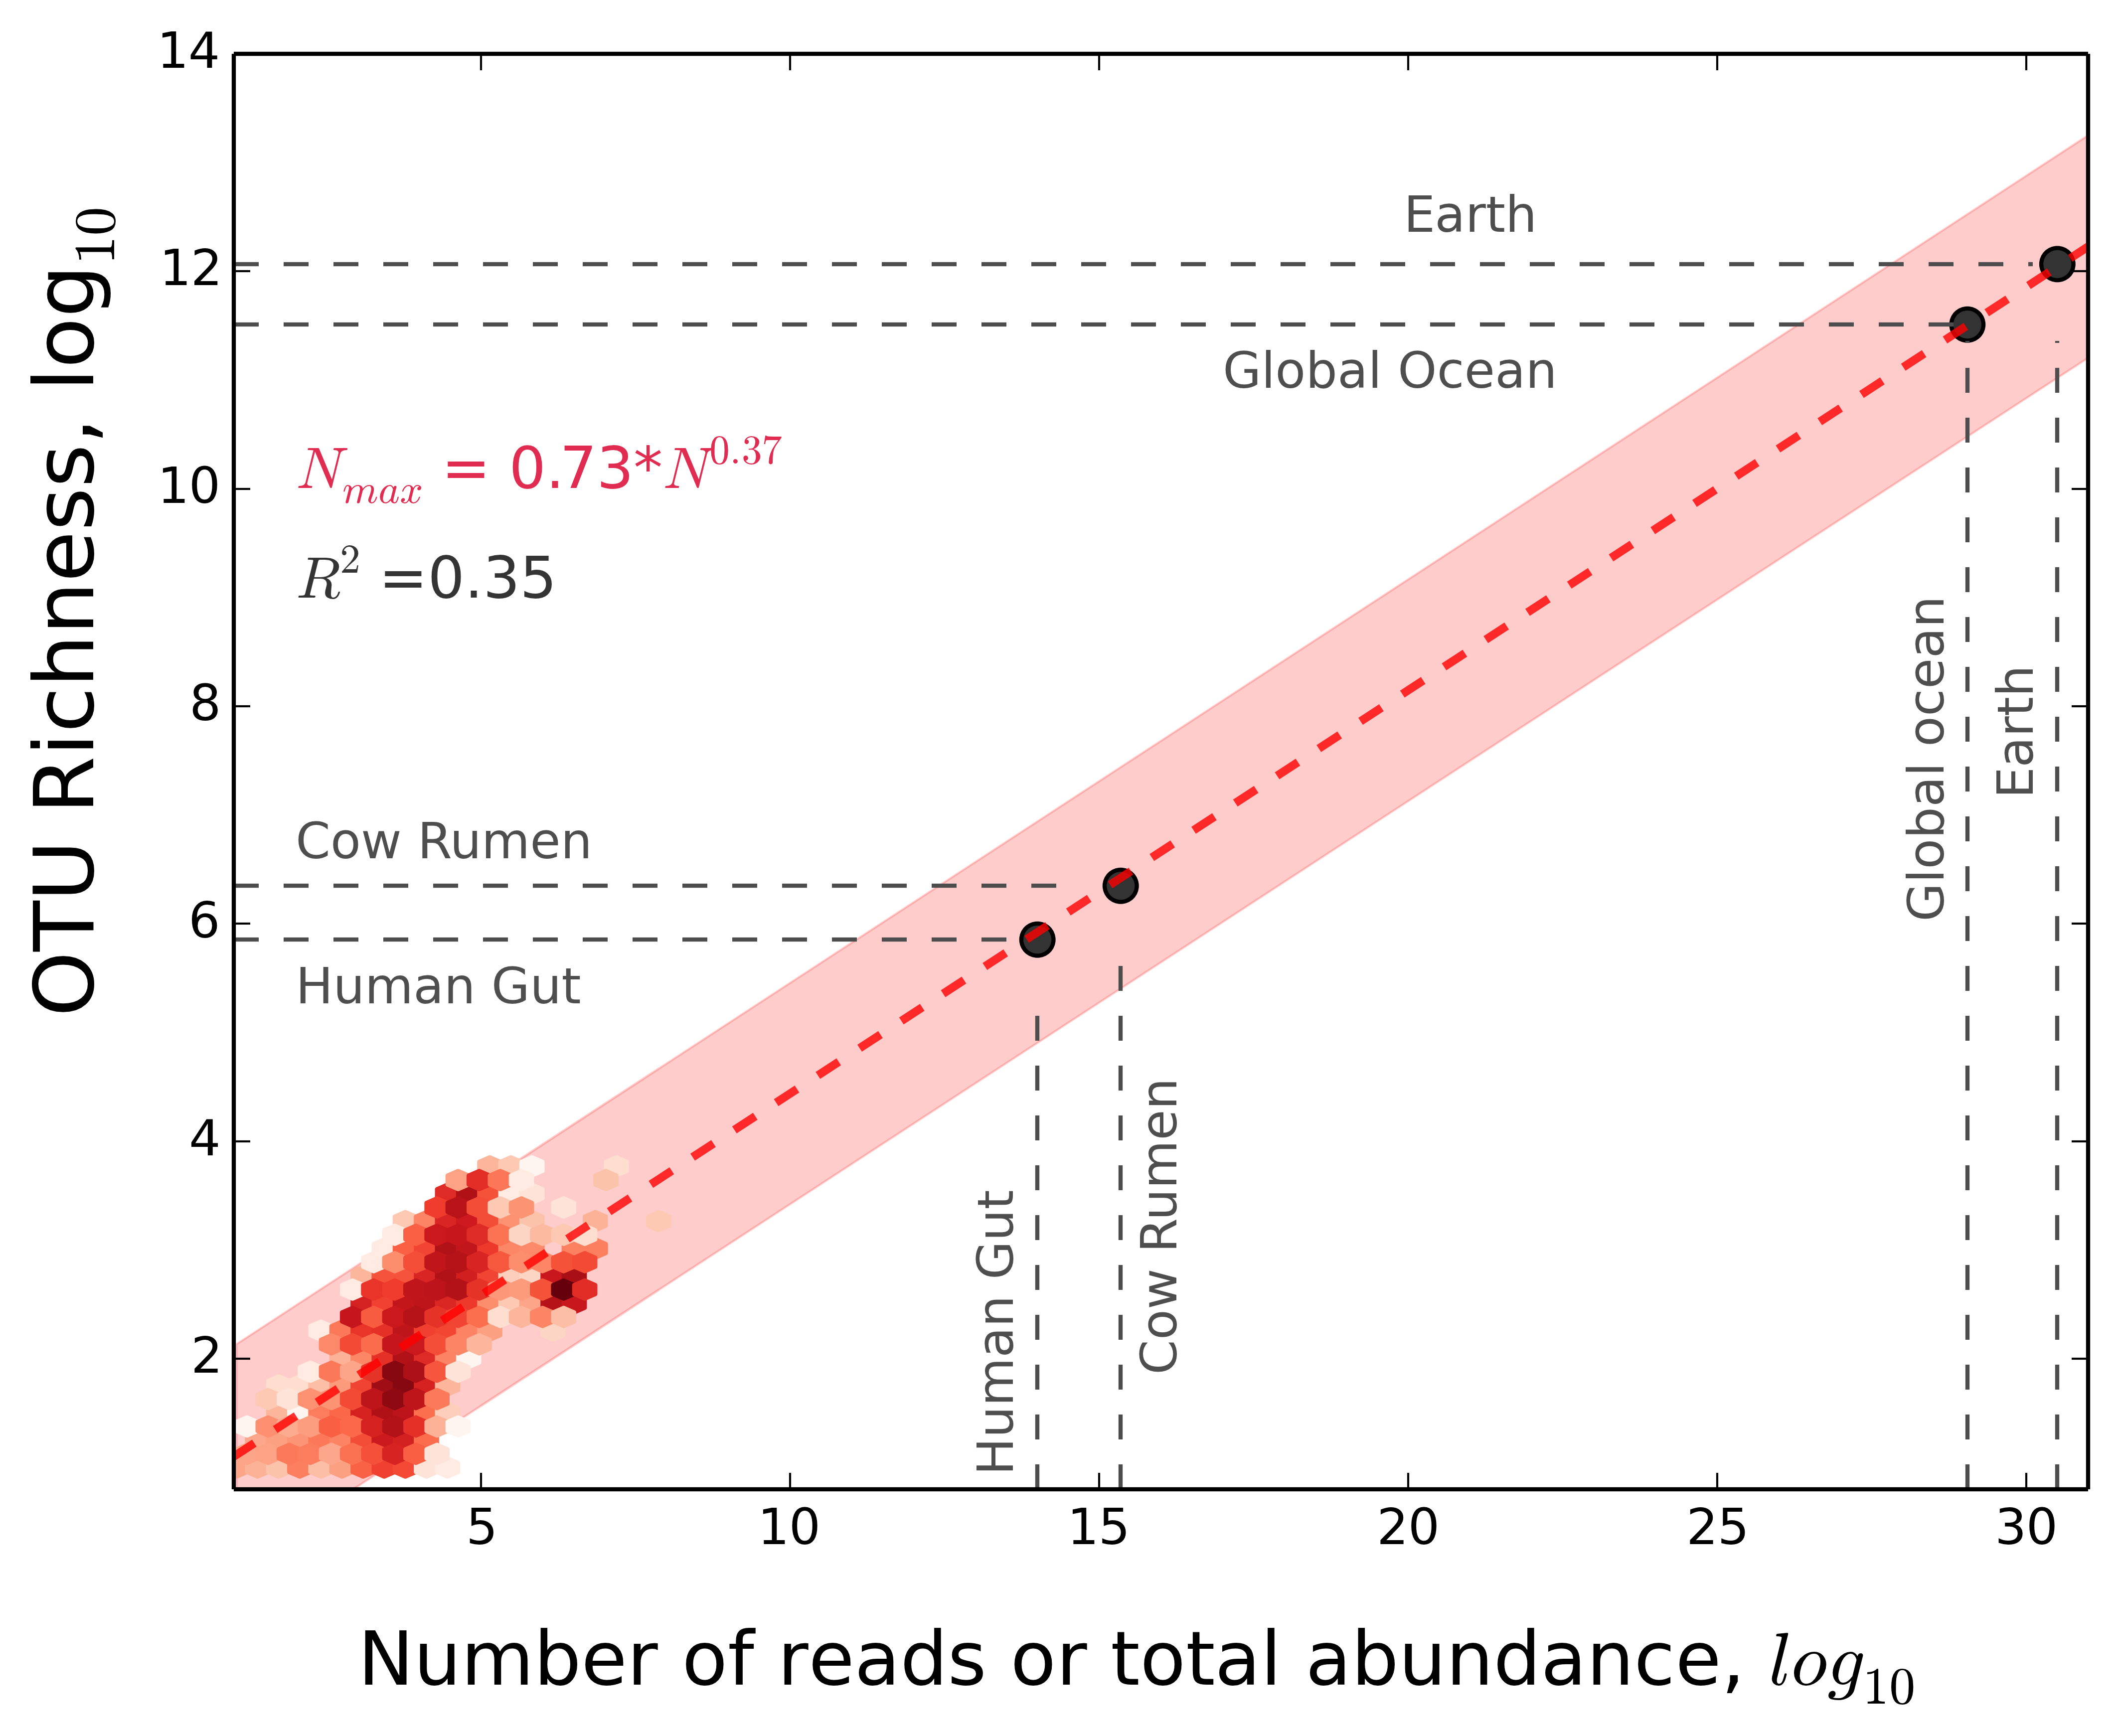 14
12
10
8
6
4
2
5
10
15
20
25
30
OTU Richness, log₁₀
Number of reads or total abundance, log₁₀
Earth
Global Ocean
N_max = 0.73*N^0.37
R² =0.35
Cow Rumen
Human Gut
Human Gut
Cow Rumen
Global ocean
Earth